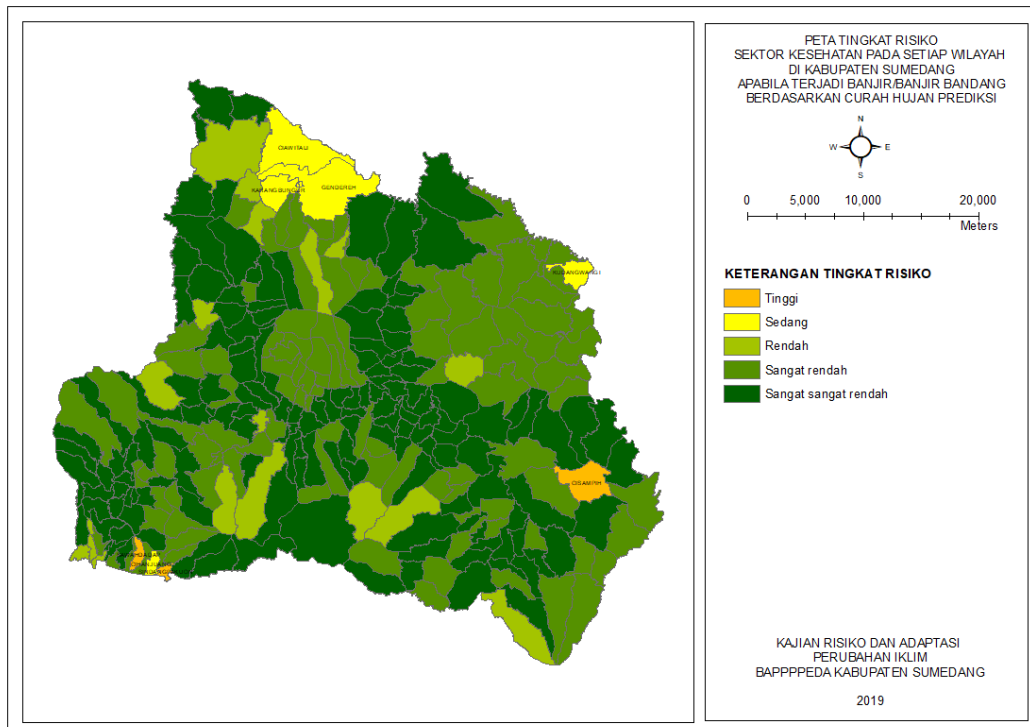 PETA TINGKAT RISIKO
SEKTOR KESEHATAN PADA SETIAP WILAYAH
DI KABUPATEN SUMEDANG
APABILA TERJADI BANJIR/BANJIR BANDANG
BERDASARKAN CURAH HUJAN PREDIKSI
N
W
E
S
0
5,000
10,000
20,000
Meters
KETERANGAN TINGKAT RISIKO
Tinggi
Sedang
Rendah
Sangat rendah
Sangat sangat rendah
KAJIAN RISIKO DAN ADAPTASI
PERUBAHAN IKLIM
BAPPPPEDA KABUPATEN SUMEDANG
2019
GENDEREH
CISAMPIH